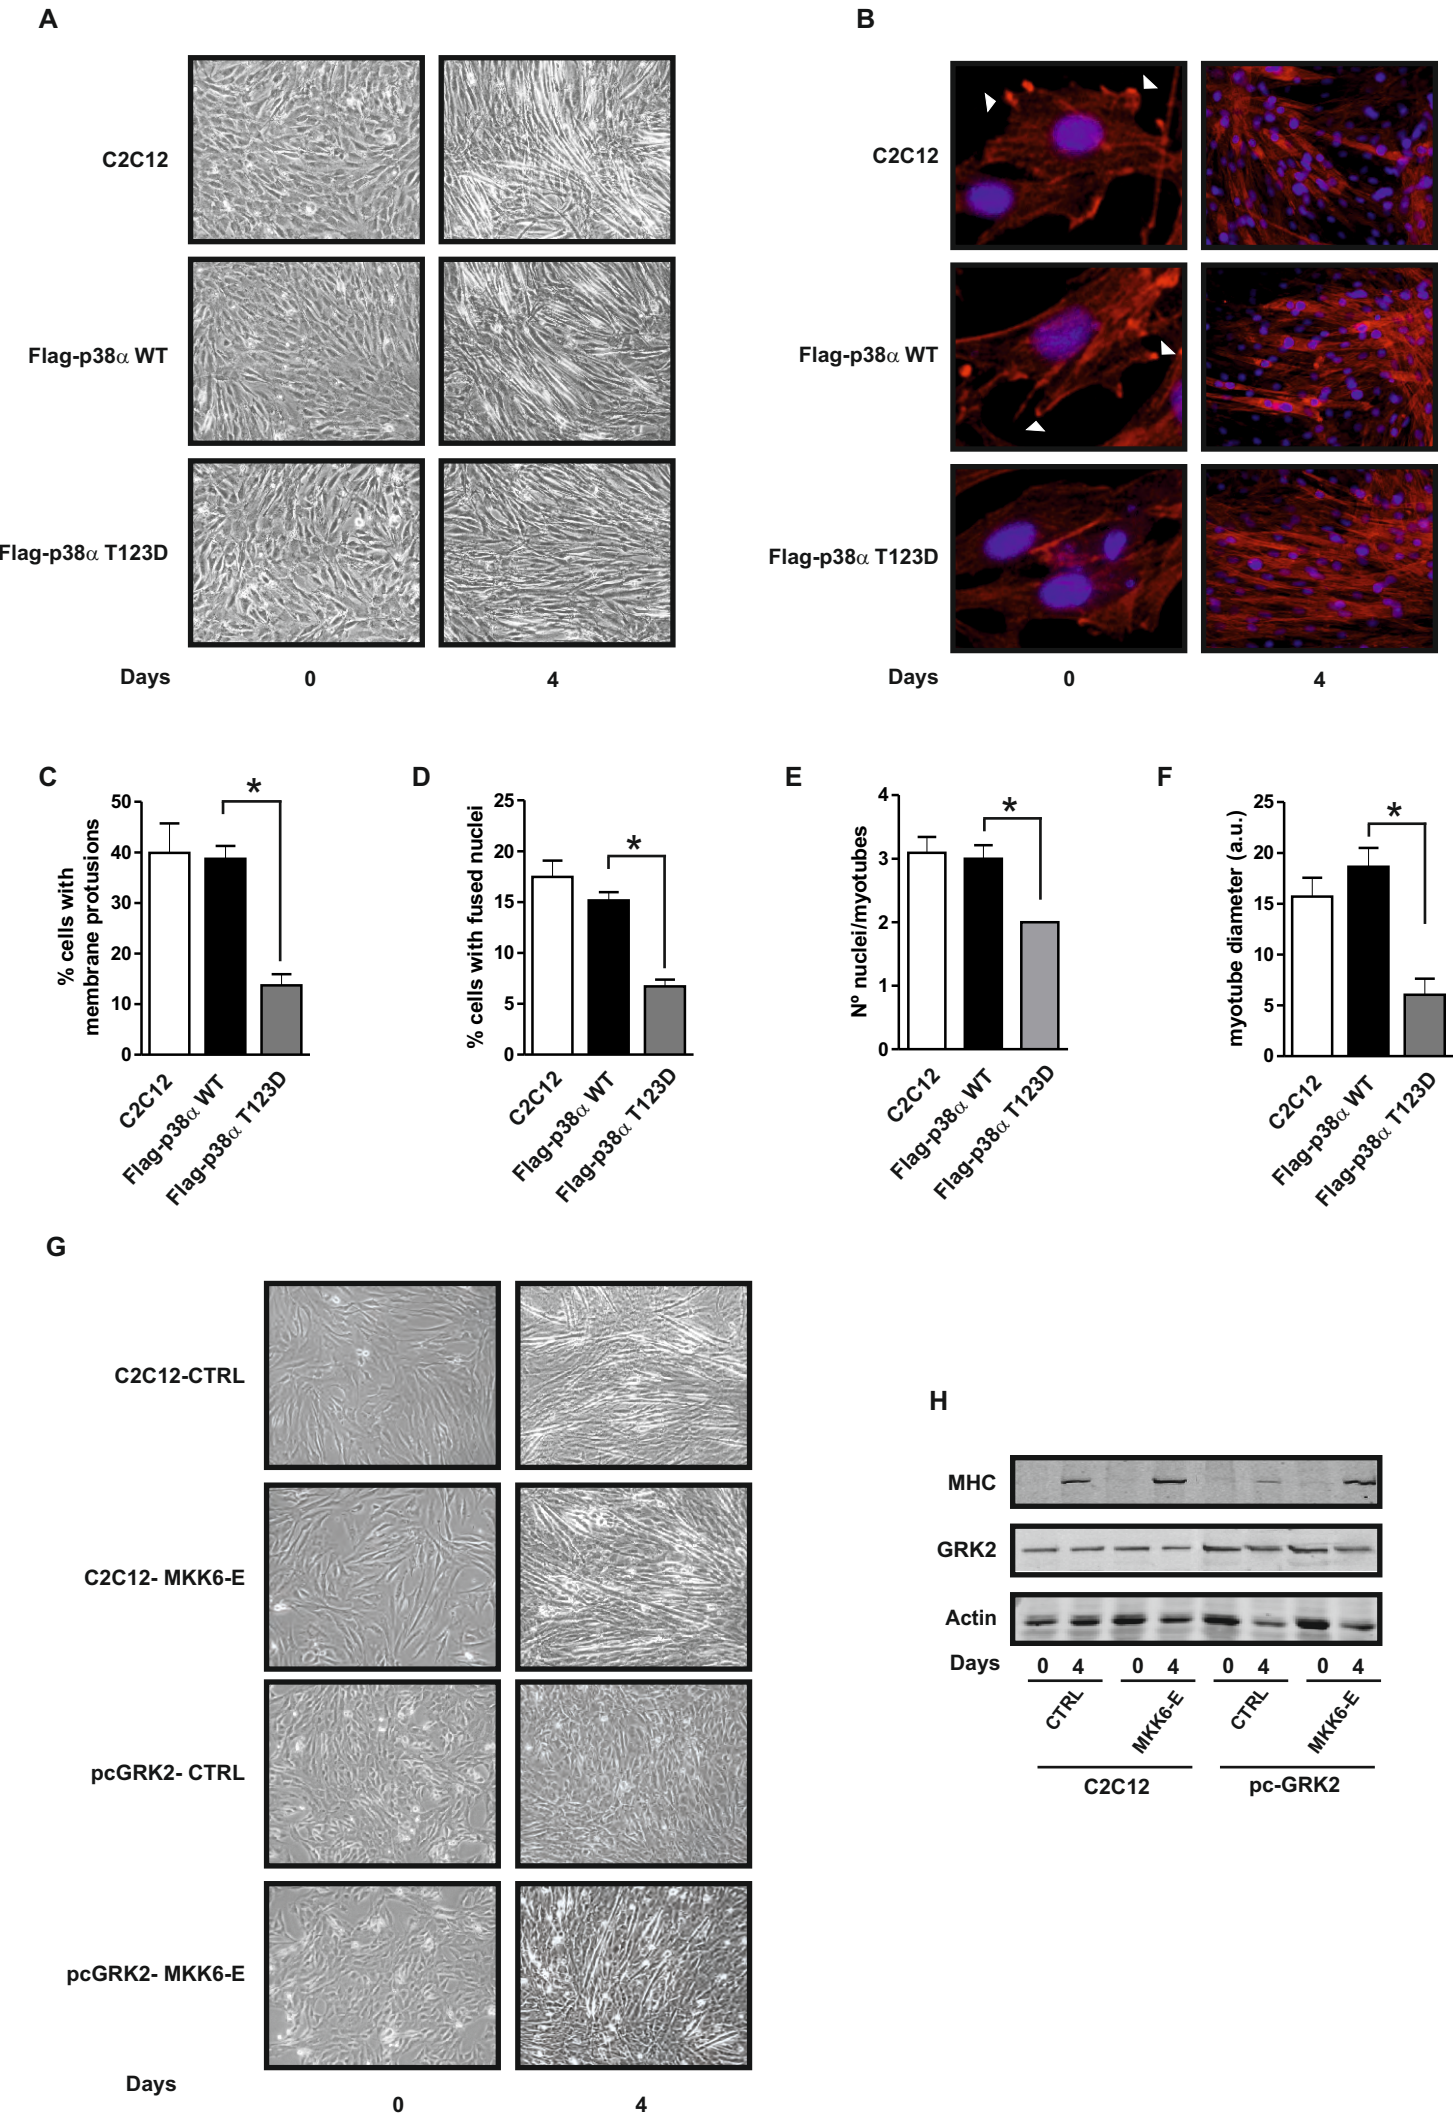 A
B
C2C12
Flag-p38α WT
Flag-p38α T123D
Days
0
4
C2C12
Flag-p38α WT
Flag-p38α T123D
Days
0
4
C
% cells with
membrane protusions
50
40
30
20
10
0
*
C2C12
Flag-p38α WT
Flag-p38α T123D
D
% cells with fused nuclei
25
20
15
10
5
0
*
C2C12
Flag-p38α WT
Flag-p38α T123D
E
Nº nuclei/myotubes
4
3
2
1
0
*
C2C12
Flag-p38α WT
Flag-p38α T123D
F
myotube diameter (a.u.)
25
20
15
10
5
0
*
C2C12
Flag-p38α WT
Flag-p38α T123D
G
C2C12-CTRL
C2C12- MKK6-E
pcGRK2- CTRL
pcGRK2- MKK6-E
Days
0
4
H
MHC
GRK2
Actin
Days 0 4 0 4 0 4 0 4
CTRL MKK6-E CTRL MKK6-E
C2C12 pc-GRK2